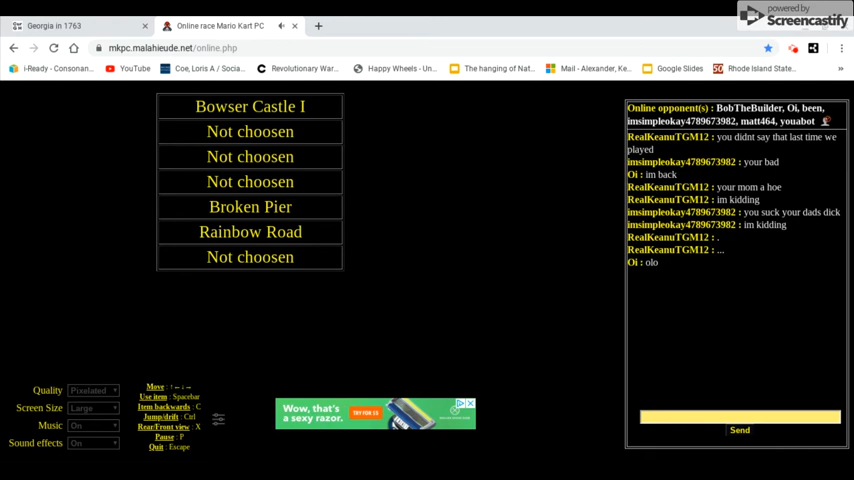 powered by
Screencastify
Georgia in 1763
Online race Mario Kart PC
mkpc.malahieude.net/online.php
i-Ready - Consonan...
YouTube
Coe, Loris A / Socia...
Revolutionary War...
Happy Wheels - Un...
The hanging of Nat...
Mail - Alexander, Ke...
Google Slides
Rhode Island State...
Bowser Castle I
Not choosen
Not choosen
Not choosen
Broken Pier
Rainbow Road
Not choosen
Online opponent(s) : BobTheBuilder, Oi, been,
imsimpleokay4789673982, matt464, youabot
RealKeanuTGM12 : you didnt say that last time we
played
imsimpleokay4789673982 : your bad
Oi : im back
RealKeanuTGM12 : your mom a hoe
RealKeanuTGM12 : im kidding
imsimpleokay4789673982 : you suck your dads dick
imsimpleokay4789673982 : im kidding
RealKeanuTGM12 : .
RealKeanuTGM12 : ...
Oi : olo
Send
Quality Pixelated
Screen Size Large
Music On
Sound effects On
Move : ↑←↓→
Use item : Spacebar
Item backwards : C
Jump/drift : Ctrl
Rear/Front view : X
Pause : P
Quit : Escape
Wow, that's
a sexy razor.
TRY FOR $5